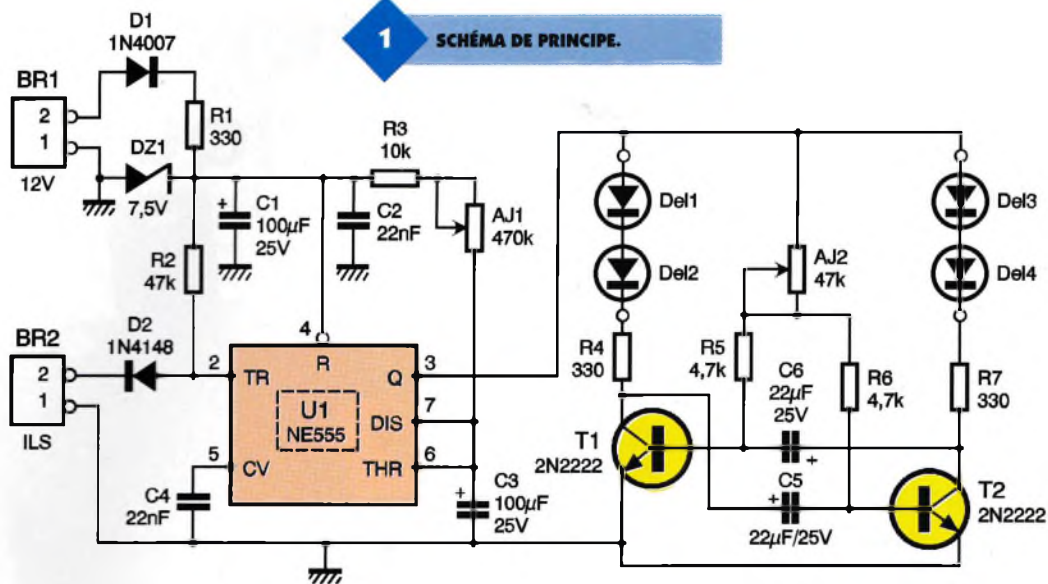 1 SCHÉMA DE PRINCIPE.
D1
1N4007
BR1
2
1
12V
R1
330
DZ1
7,5V
+
C1
100µF
25V
C2
22nF
R3
10k
AJ1
470k
R2
47k
D2
1N4148
BR2
2
1
ILS
4
R
2
TR
Q
3
U1
NE555
DIS
7
THR
6
5
CV
C4
22nF
+
C3
100µF
25V
Del1
Del2
R4
330
T1
2N2222
AJ2
47k
R5
4,7k
C6
22µF
25V
+
R6
4,7k
+
C5
22µF/25V
Del3
Del4
R7
330
T2
2N2222